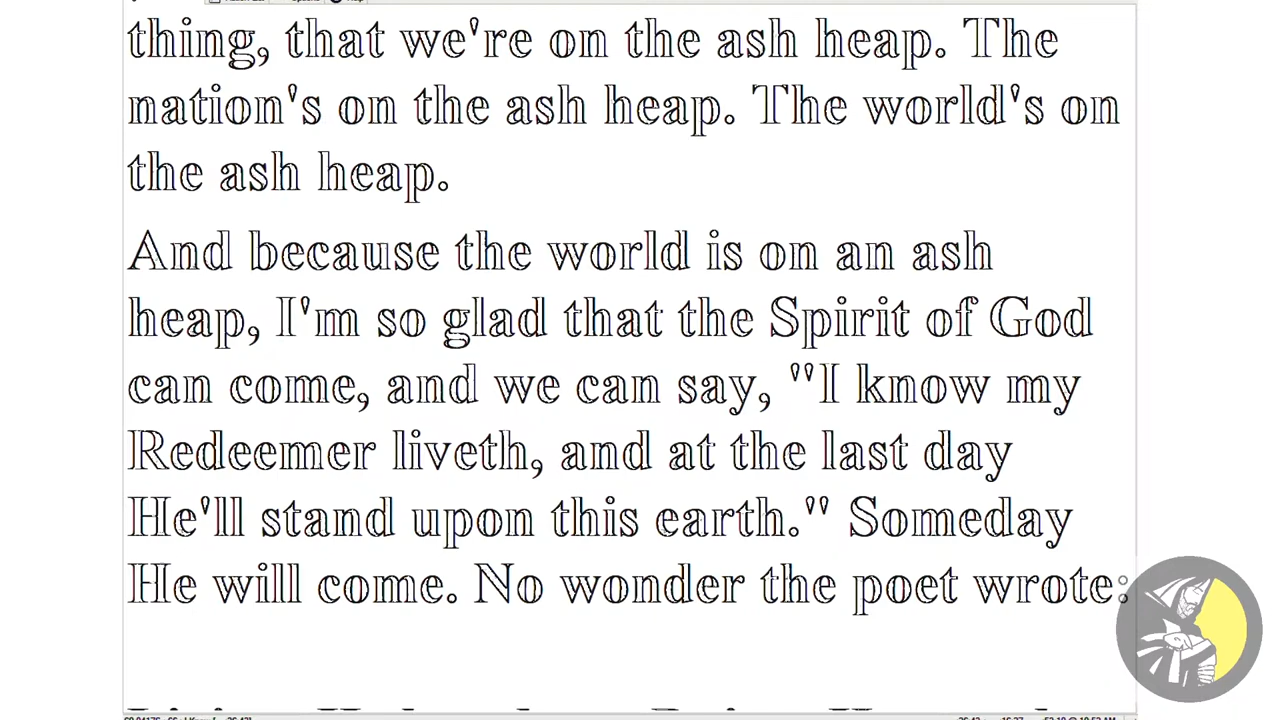 thing, that we're on the ash heap. The
nation's on the ash heap. The world's on
the ash heap.
And because the world is on an ash
heap, I'm so glad that the Spirit of God
can come, and we can say, "I know my
Redeemer liveth, and at the last day
He'll stand upon this earth." Someday
He will come. No wonder the poet wrote: